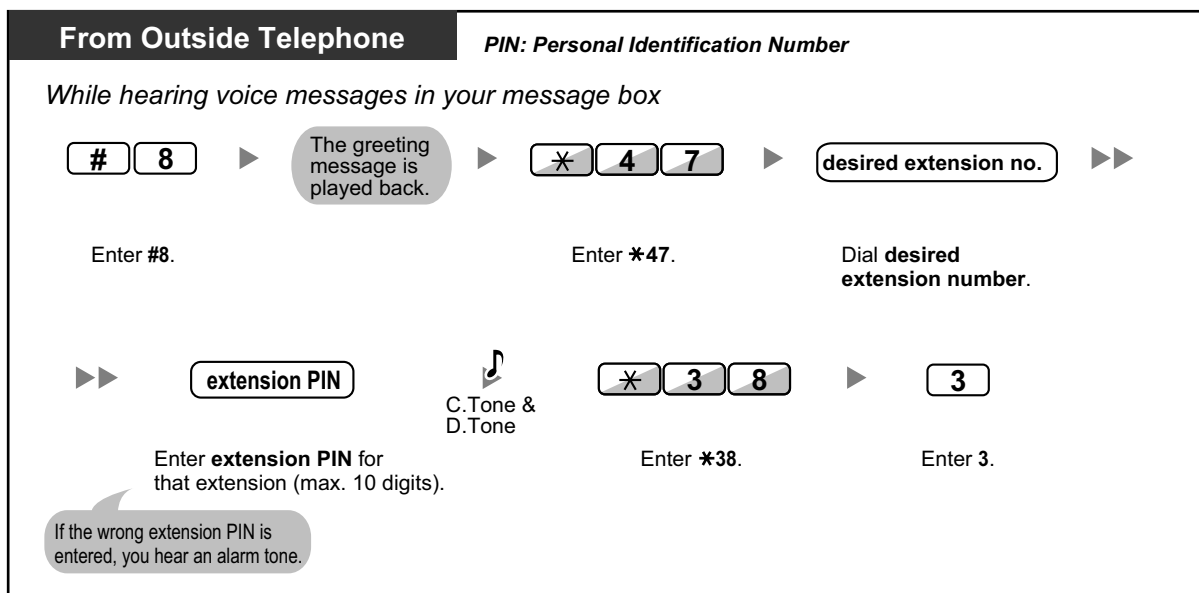 From Outside Telephone
PIN: Personal Identification Number
While hearing voice messages in your message box
# 8
The greeting
message is
played back.
* 4 7
desired extension no.
Enter #8.
Enter *47.
Dial desired
extension number.
extension PIN
C.Tone &
D.Tone
* 3 8
3
Enter extension PIN for
that extension (max. 10 digits).
Enter *38.
Enter 3.
If the wrong extension PIN is
entered, you hear an alarm tone.